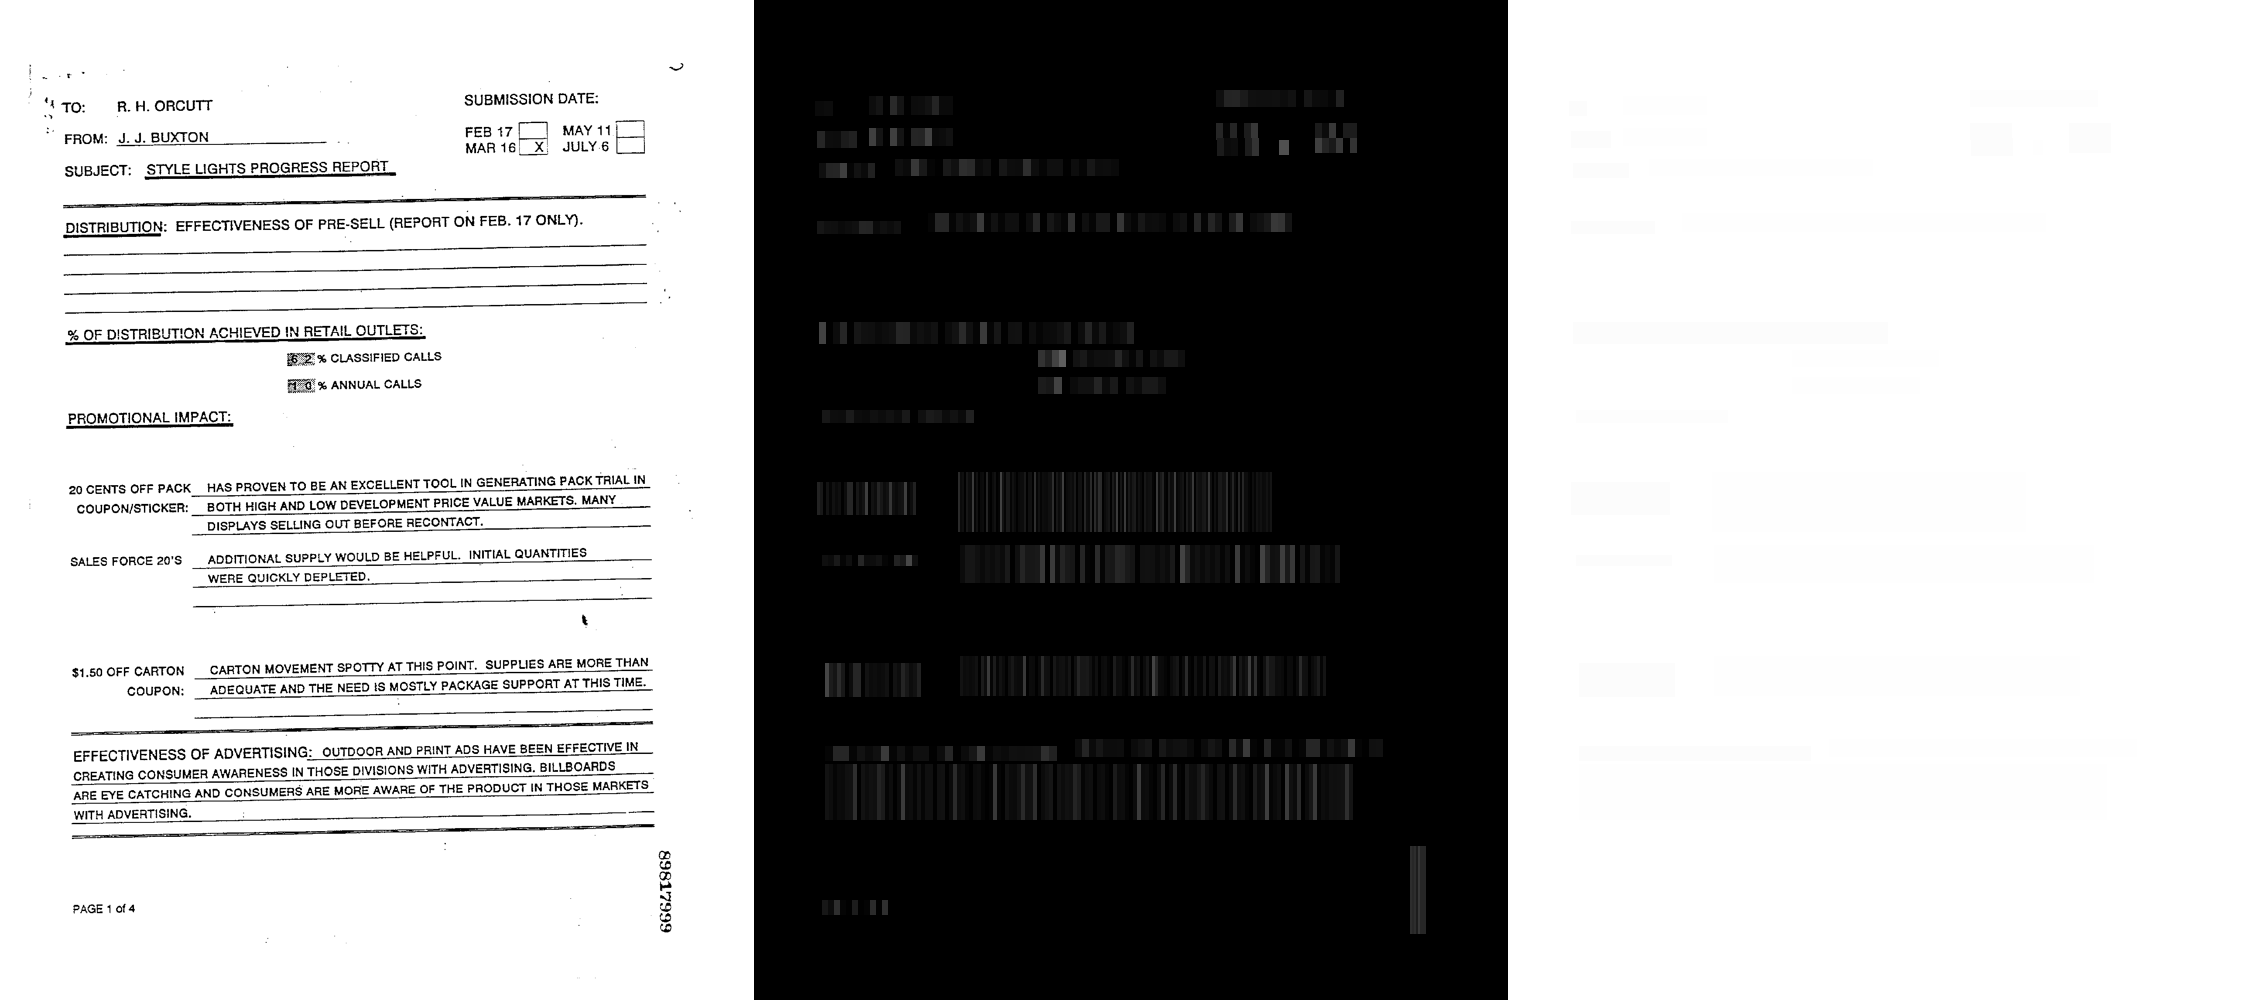 TO: R. H. ORCUTT
SUBMISSION DATE:
FROM: J. J. BUXTON
FEB 17 MAY 11
MAR 16 X JULY 6
SUBJECT: STYLE LIGHTS PROGRESS REPORT
DISTRIBUTION: EFFECTIVENESS OF PRE-SELL (REPORT ON FEB. 17 ONLY).
% OF DISTRIBUTION ACHIEVED IN RETAIL OUTLETS:
62 % CLASSIFIED CALLS
10 % ANNUAL CALLS
PROMOTIONAL IMPACT:
20 CENTS OFF PACK HAS PROVEN TO BE AN EXCELLENT TOOL IN GENERATING PACK TRIAL IN
COUPON/STICKER: BOTH HIGH AND LOW DEVELOPMENT PRICE VALUE MARKETS. MANY
DISPLAYS SELLING OUT BEFORE RECONTACT.
SALES FORCE 20'S ADDITIONAL SUPPLY WOULD BE HELPFUL. INITIAL QUANTITIES
WERE QUICKLY DEPLETED.
$1.50 OFF CARTON CARTON MOVEMENT SPOTTY AT THIS POINT. SUPPLIES ARE MORE THAN
COUPON: ADEQUATE AND THE NEED IS MOSTLY PACKAGE SUPPORT AT THIS TIME.
EFFECTIVENESS OF ADVERTISING: OUTDOOR AND PRINT ADS HAVE BEEN EFFECTIVE IN
CREATING CONSUMER AWARENESS IN THOSE DIVISIONS WITH ADVERTISING. BILLBOARDS
ARE EYE CATCHING AND CONSUMERS ARE MORE AWARE OF THE PRODUCT IN THOSE MARKETS
WITH ADVERTISING.
89817999
PAGE 1 of 4